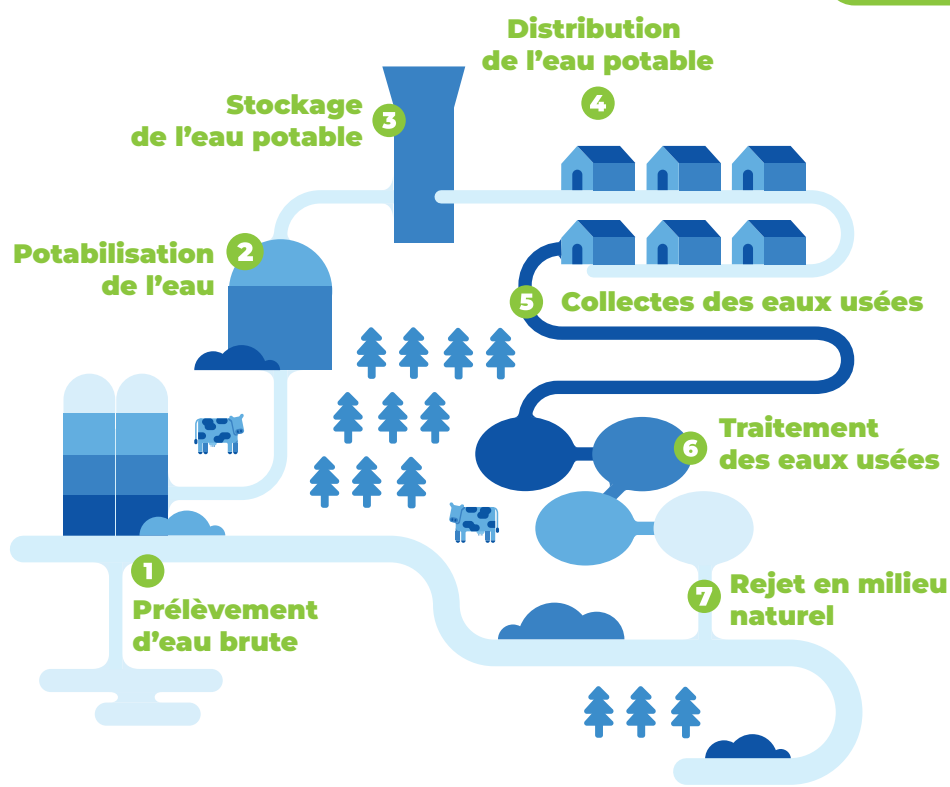 1
Prélèvement
d'eau brute
2
Potabilisation
de l'eau
3
Stockage
de l'eau potable
Distribution
de l'eau potable
4
5
Collectes des eaux usées
6
Traitement
des eaux usées
7
Rejet en milieu
naturel